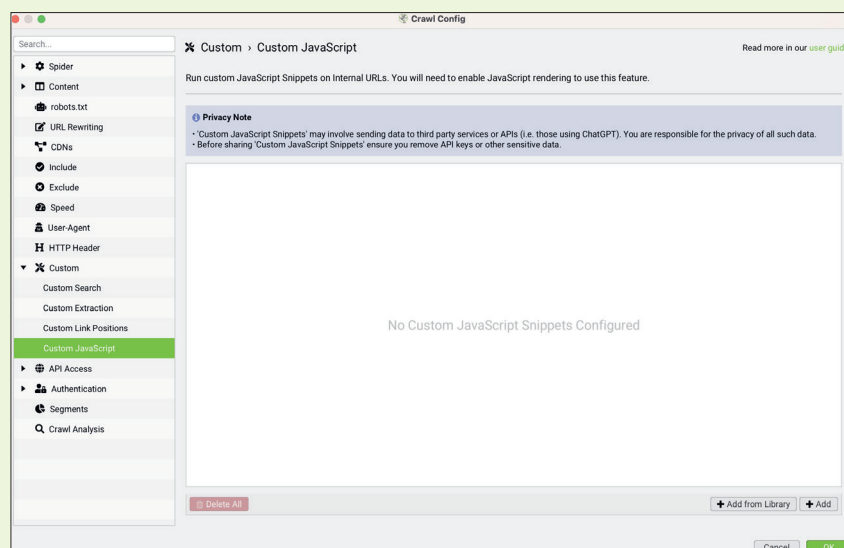 Crawl Config
Search...
Spider
Content
robots.txt
URL Rewriting
CDNs
Include
Exclude
Speed
User-Agent
HTTP Header
Custom
Custom Search
Custom Extraction
Custom Link Positions
Custom JavaScript
API Access
Authentication
Segments
Crawl Analysis
Custom › Custom JavaScript
Read more in our user guid
Run custom JavaScript Snippets on Internal URLs. You will need to enable JavaScript rendering to use this feature.
Privacy Note
• 'Custom JavaScript Snippets' may involve sending data to third party services or APIs (i.e. those using ChatGPT). You are responsible for the privacy of all such data.
• Before sharing 'Custom JavaScript Snippets' ensure you remove API keys or other sensitive data.
No Custom JavaScript Snippets Configured
Delete All
+ Add from Library
+ Add
Cancel
OK